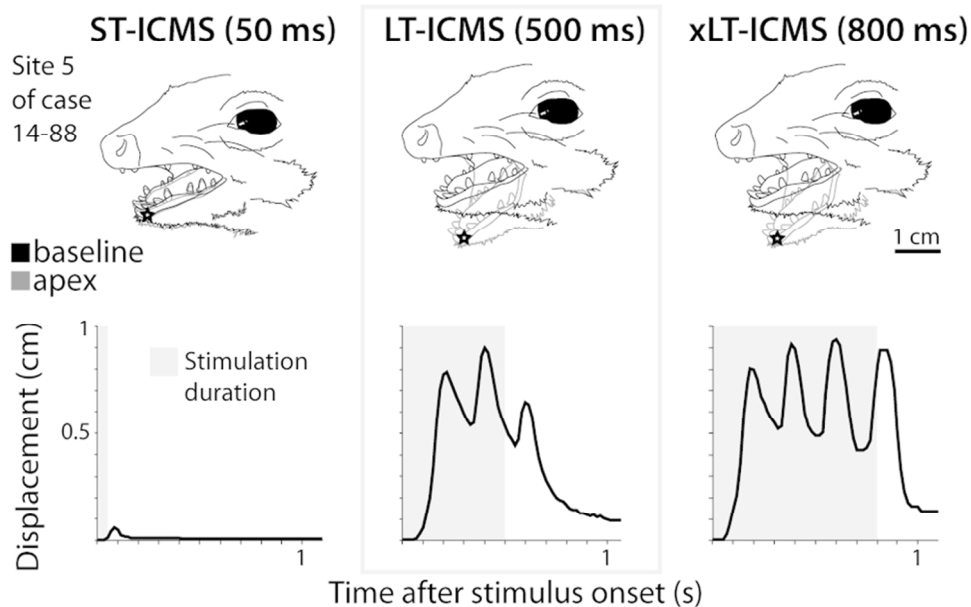 ST-ICMS (50 ms)
LT-ICMS (500 ms)
xLT-ICMS (800 ms)
Site 5
of case
14-88
baseline
apex
1 cm
Displacement (cm)
1
0.5
Stimulation
duration
1
1
1
Time after stimulus onset (s)